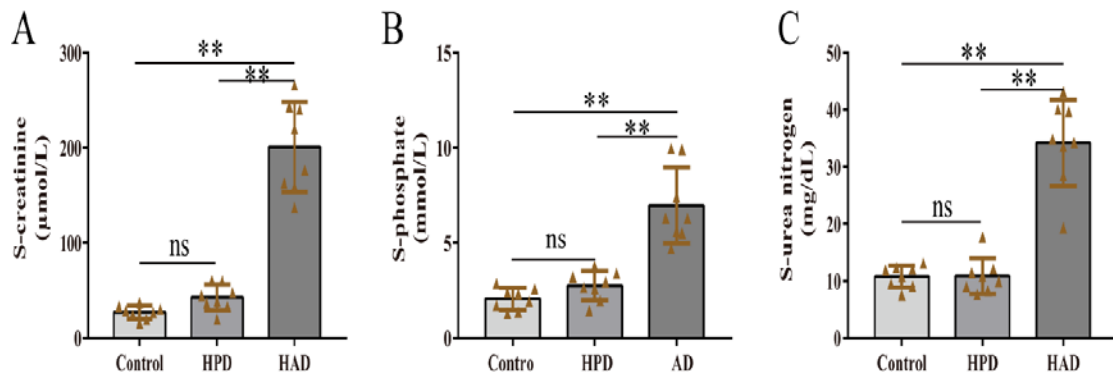 A
S-creatinine
(μmol/L)
300
200
100
0
**
**
ns
Control HPD HAD
B
S-phosphate
(mmol/L)
15
10
5
0
**
**
ns
Contro HPD AD
C
S-urea nitrogen
(mg/dL)
50
40
30
20
10
0
**
**
ns
Control HPD HAD